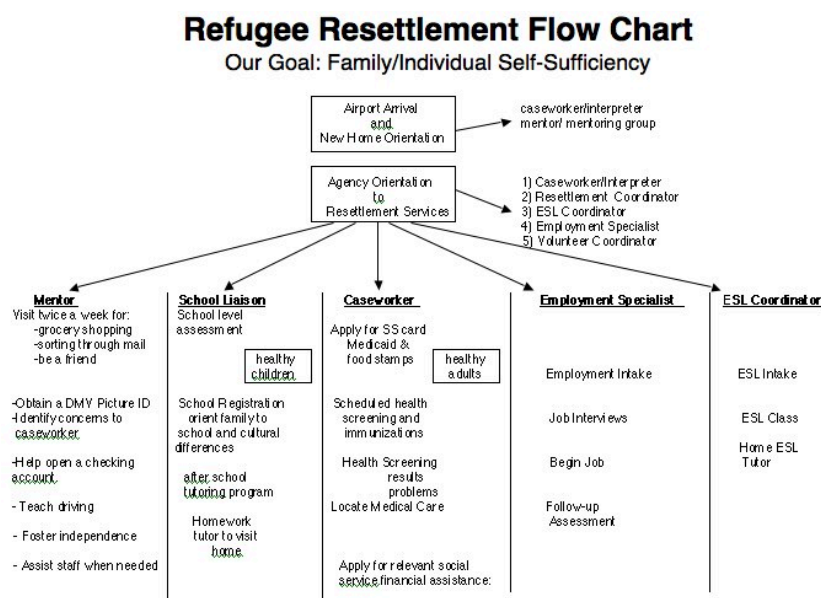 Refugee Resettlement Flow Chart
Our Goal: Family/Individual Self-Sufficiency
Airport Arrival
and
New Home Orientation
caseworker/interpreter
mentor/ mentoring group
Agency Orientation
to
Resettlement Services
1) Caseworker/Interpreter
2) Resettlement Coordinator
3) ESL Coordinator
4) Employment Specialist
5) Volunteer Coordinator
Mentor
Visit twice a week for:
-grocery shopping
-sorting through mail
-be a friend
-Obtain a DMV Picture ID
-Identify concerns to
caseworker
-Help open a checking
account.
- Teach driving
- Foster independence
- Assist staff when needed
School Liaison
School level
assessment
healthy
children
School Registration
orient family to
school and cultural
differences
after school
tutoring program
Homework
tutor to visit
home.
Caseworker
Apply for SS card
Medicaid &
food stamps
healthy
adults
Scheduled health
screening and
immunizations
Health Screening
results
problems
Locate Medical Care
Apply for relevant social
service financial assistance:
Employment Specialist
Employment Intake
Job Interviews
Begin Job
Follow-up
Assessment
ESL Coordinator
ESL Intake
ESL Class
Home ESL
Tutor